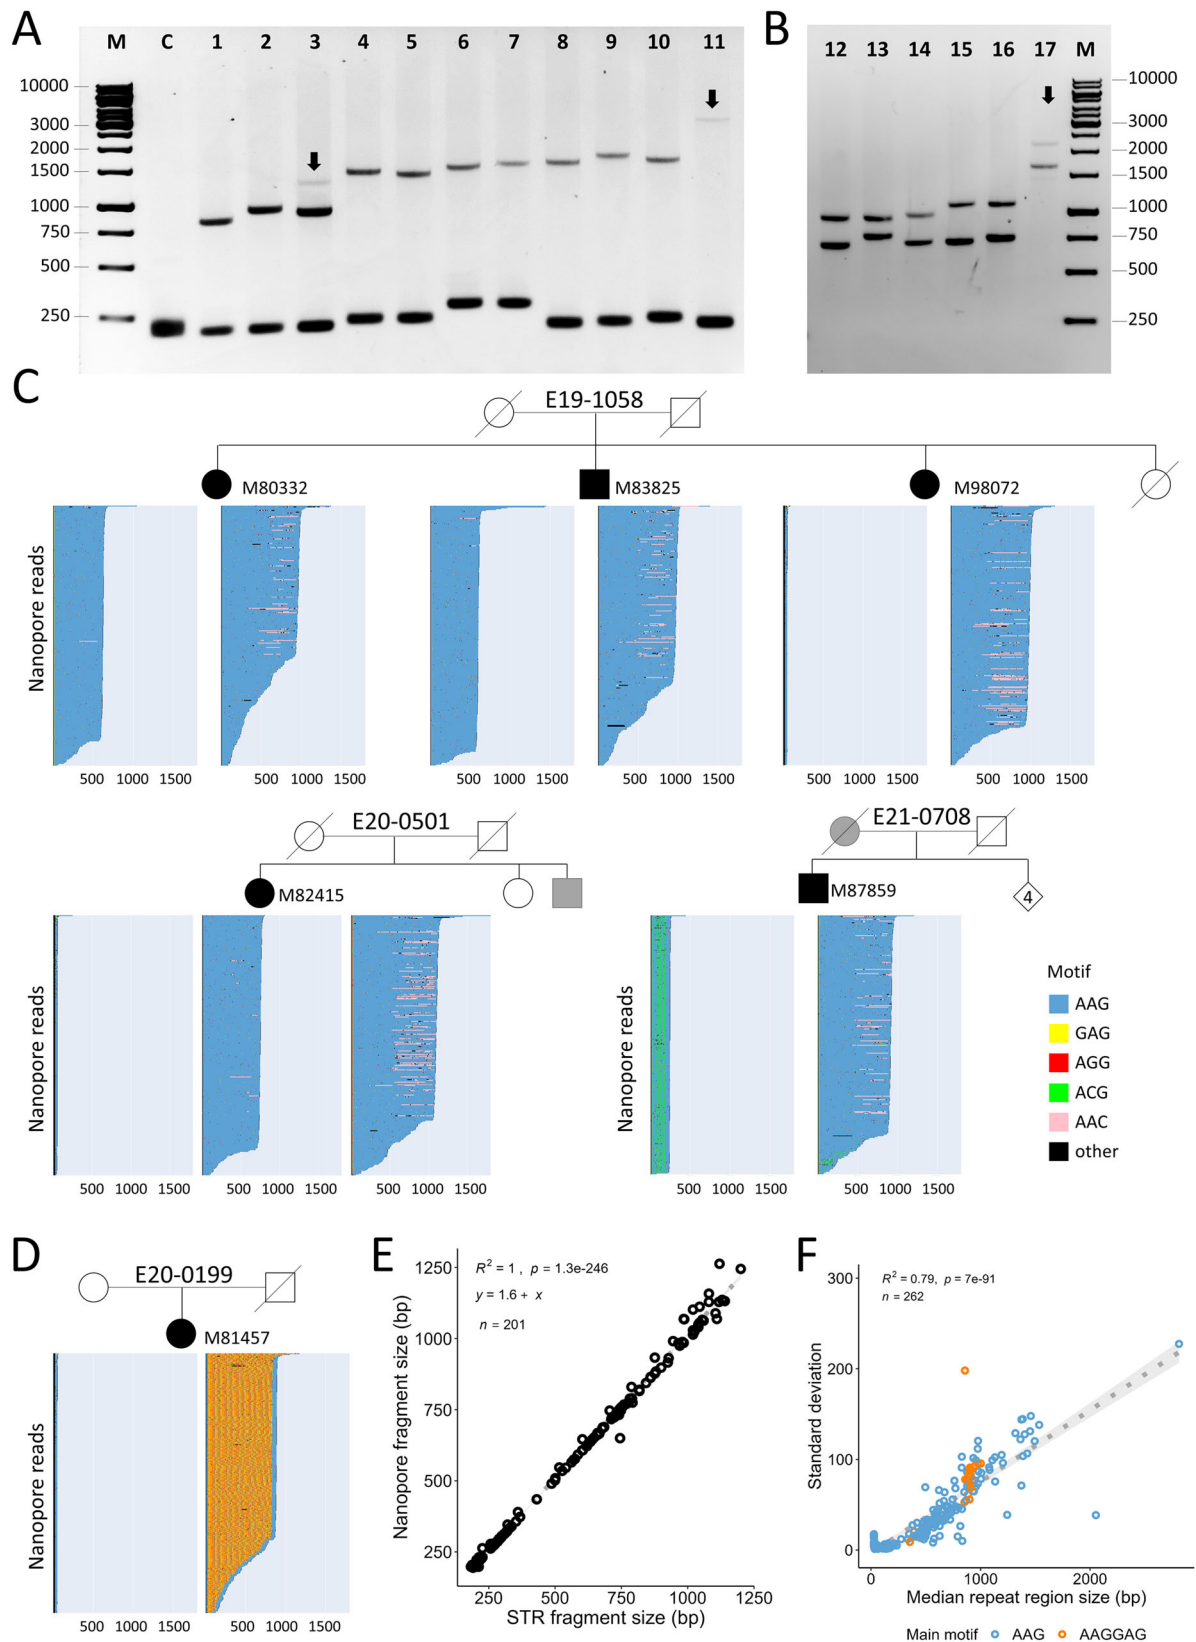 A
M C 1 2 3 4 5 6 7 8 9 10 11
10000
3000
2000
1500
1000
750
500
250
B
12 13 14 15 16 17 M
10000
3000
2000
1500
1000
750
500
250
C
E19-1058
M80332
M83825
M98072
Nanopore reads
500 1000 1500
500 1000 1500
500 1000 1500
500 1000 1500
500 1000 1500
500 1000 1500
E20-0501
M82415
Nanopore reads
500 1000 1500
500 1000 1500
500 1000 1500
E21-0708
M87859
4
Nanopore reads
500 1000 1500
500 1000 1500
Motif
AAG
GAG
AGG
ACG
AAC
other
D
E20-0199
M81457
Nanopore reads
500 1000 1500
500 1000 1500
E
R² = 1 , p = 1.3e-246
y = 1.6 + x
n = 201
Nanopore fragment size (bp)
1250
1000
750
500
250
250 500 750 1000 1250
STR fragment size (bp)
F
R² = 0.79, p = 7e-91
n = 262
Standard deviation
300
200
100
0
0 1000 2000
Median repeat region size (bp)
Main motif AAG AAGGAG